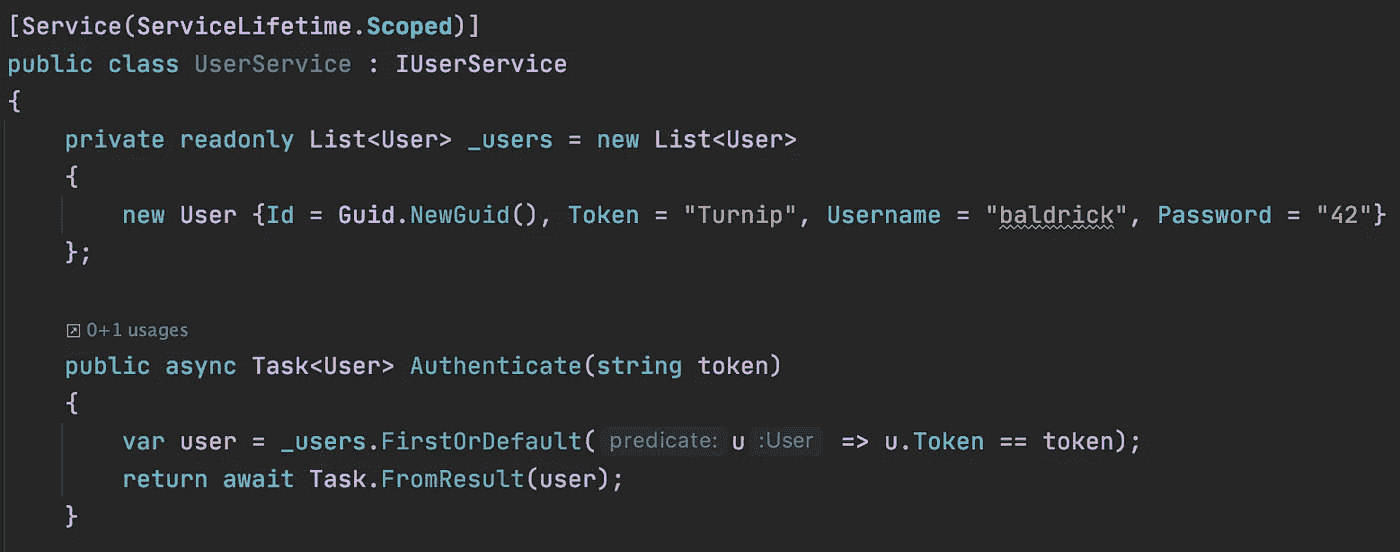 [Service(ServiceLifetime.Scoped)]
public class UserService : IUserService
{
private readonly List<User> _users = new List<User>
{
new User {Id = Guid.NewGuid(), Token = "Turnip", Username = "baldrick", Password = "42"}
};
0+1 usages
public async Task<User> Authenticate(string token)
{
var user = _users.FirstOrDefault( predicate: u :User => u.Token == token);
return await Task.FromResult(user);
}